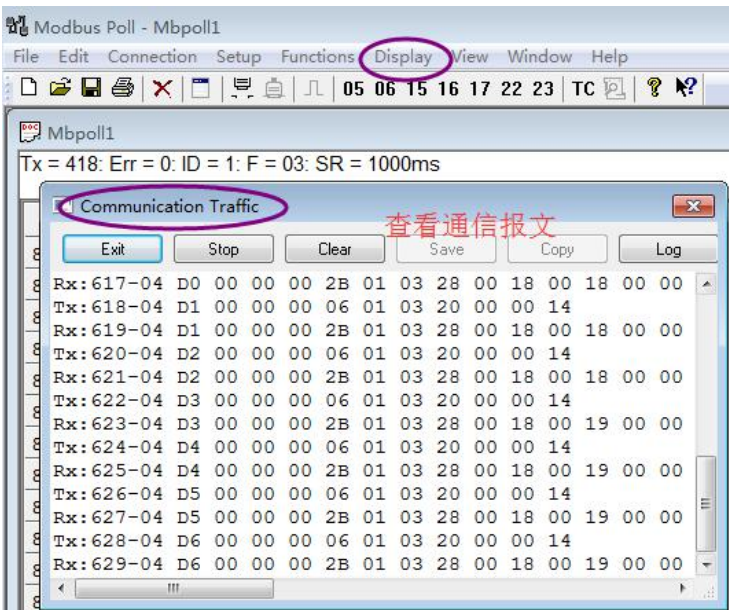 Modbus Poll - Mbpoll1
File Edit Connection Setup Functions Display View Window Help
05 06 15 16 17 22 23 TC
Mbpoll1
Tx = 418: Err = 0: ID = 1: F = 03: SR = 1000ms
Communication Traffic
查看通信报文
Exit Stop Clear Save Copy Log
Rx:617-04 D0 00 00 00 2B 01 03 28 00 18 00 18 00 00
Tx:618-04 D1 00 00 00 06 01 03 20 00 00 14
Rx:619-04 D1 00 00 00 2B 01 03 28 00 18 00 18 00 00
Tx:620-04 D2 00 00 00 06 01 03 20 00 00 14
Rx:621-04 D2 00 00 00 2B 01 03 28 00 18 00 18 00 00
Tx:622-04 D3 00 00 00 06 01 03 20 00 00 14
Rx:623-04 D3 00 00 00 2B 01 03 28 00 18 00 19 00 00
Tx:624-04 D4 00 00 00 06 01 03 20 00 00 14
Rx:625-04 D4 00 00 00 2B 01 03 28 00 18 00 19 00 00
Tx:626-04 D5 00 00 00 06 01 03 20 00 00 14
Rx:627-04 D5 00 00 00 2B 01 03 28 00 18 00 19 00 00
Tx:628-04 D6 00 00 00 06 01 03 20 00 00 14
Rx:629-04 D6 00 00 00 2B 01 03 28 00 18 00 19 00 00